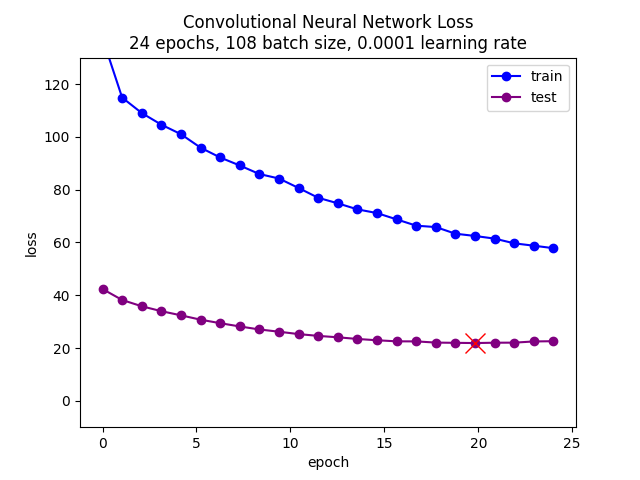 Convolutional Neural Network Loss
24 epochs, 108 batch size, 0.0001 learning rate
train
test
120
100
80
60
40
20
0
loss
0 5 10 15 20 25
epoch